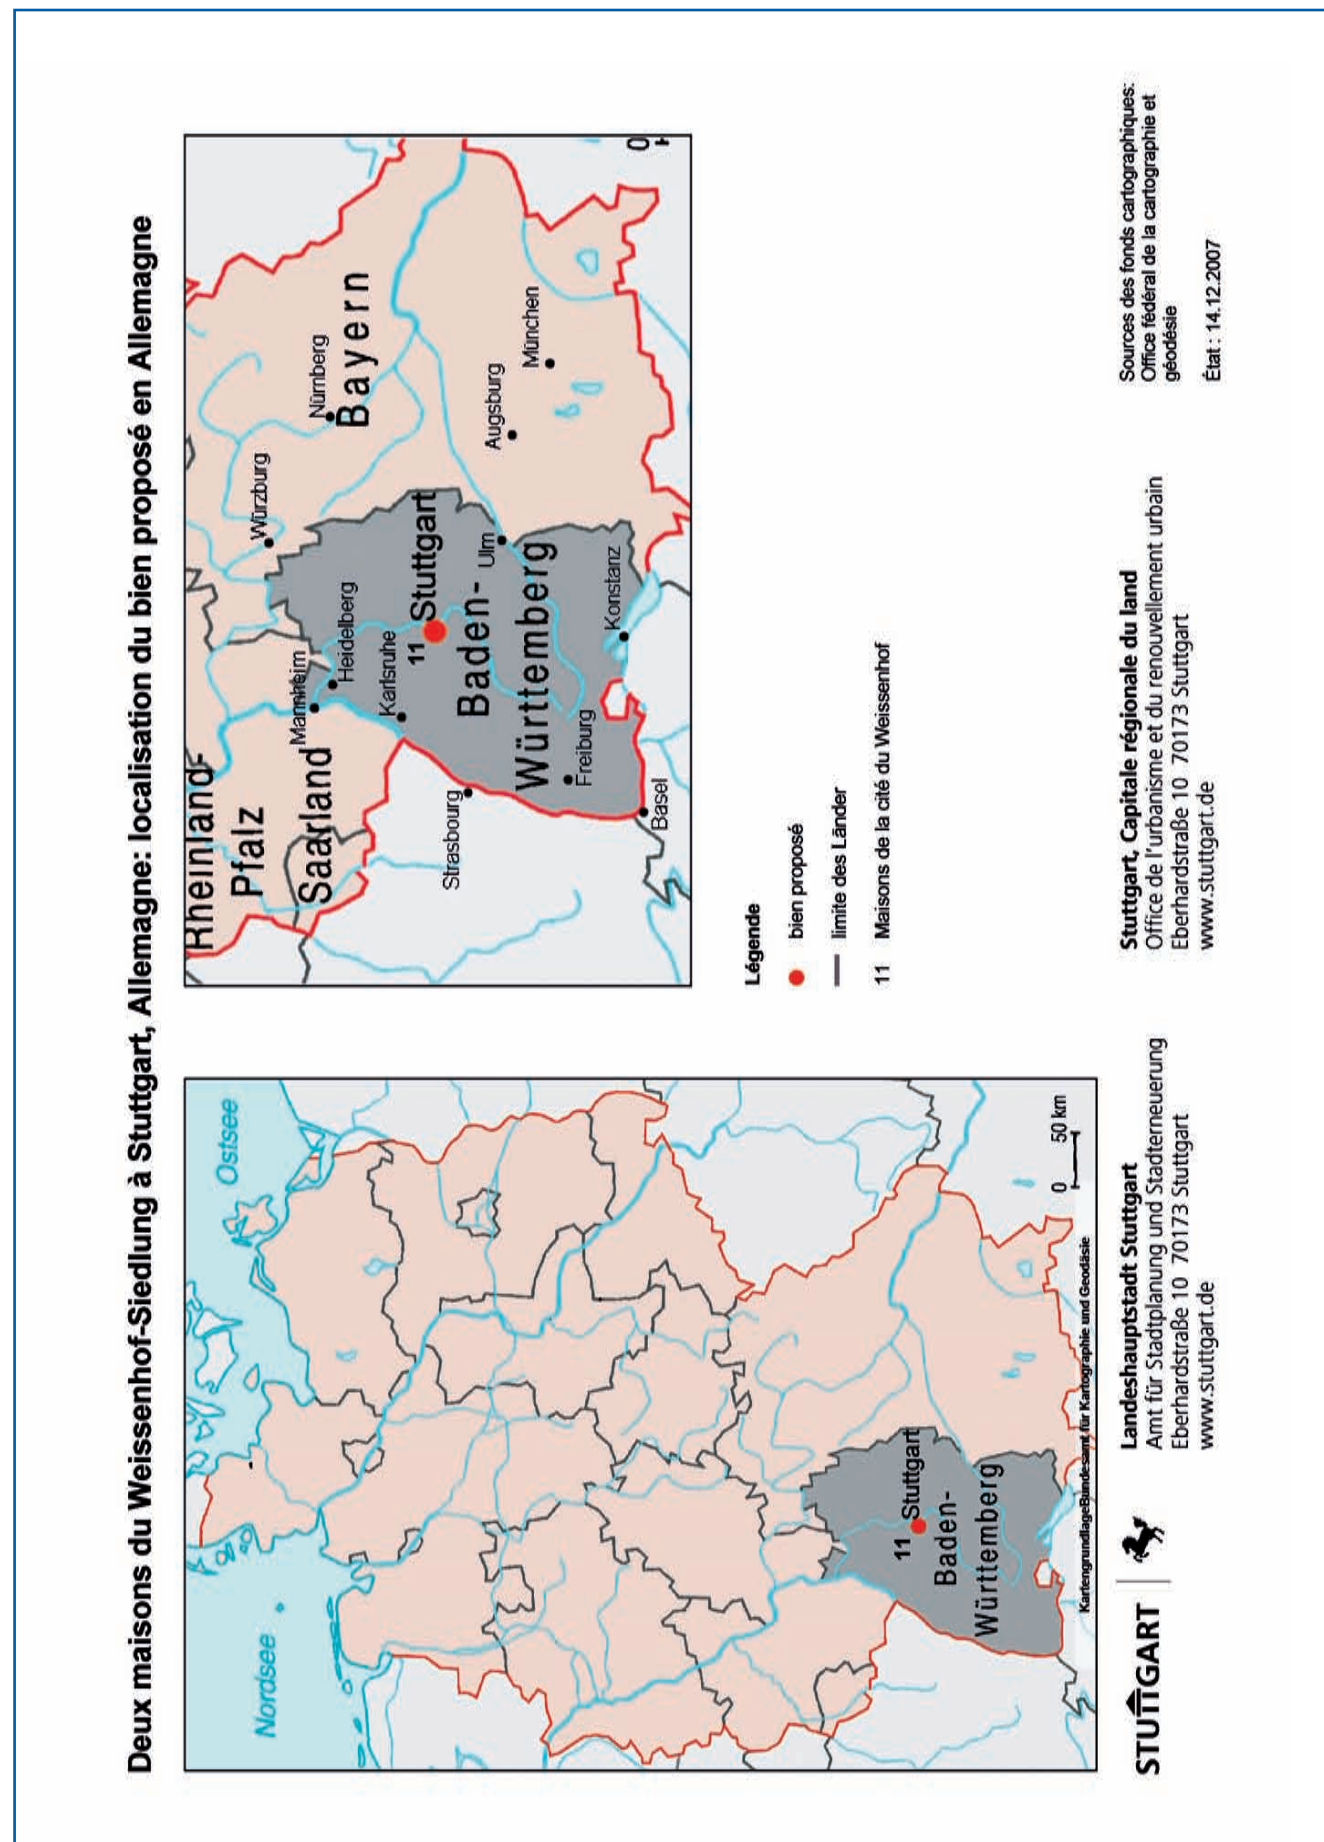 Deux maisons du Weissenhof-Siedlung à Stuttgart, Allemagne: localisation du bien proposé en Allemagne
Nordsee
Ostsee
11 Stuttgart
Baden-
Württemberg
0 50 km
KartengrundlageBundesamt für Kartographie und Geodäsie
Rheinland-
Pfalz
Saarland
Mannheim
Heidelberg
Würzburg
Nürnberg
Bayern
Karlsruhe
11 Stuttgart
Strasbourg
Baden-
Ulm
Württemberg
Augsburg
München
Freiburg
Konstanz
Basel
0
Légende
bien proposé
limite des Länder
11 Maisons de la cité du Weissenhof
STUTTGART
Landeshauptstadt Stuttgart
Amt für Stadtplanung und Stadterneuerung
Eberhardstraße 10 70173 Stuttgart
www.stuttgart.de
Stuttgart, Capitale régionale du land
Office de l'urbanisme et du renouvellement urbain
Eberhardstraße 10 70173 Stuttgart
www.stuttgart.de
Sources des fonds cartographiques:
Office fédéral de la cartographie et
géodésie
État : 14.12.2007